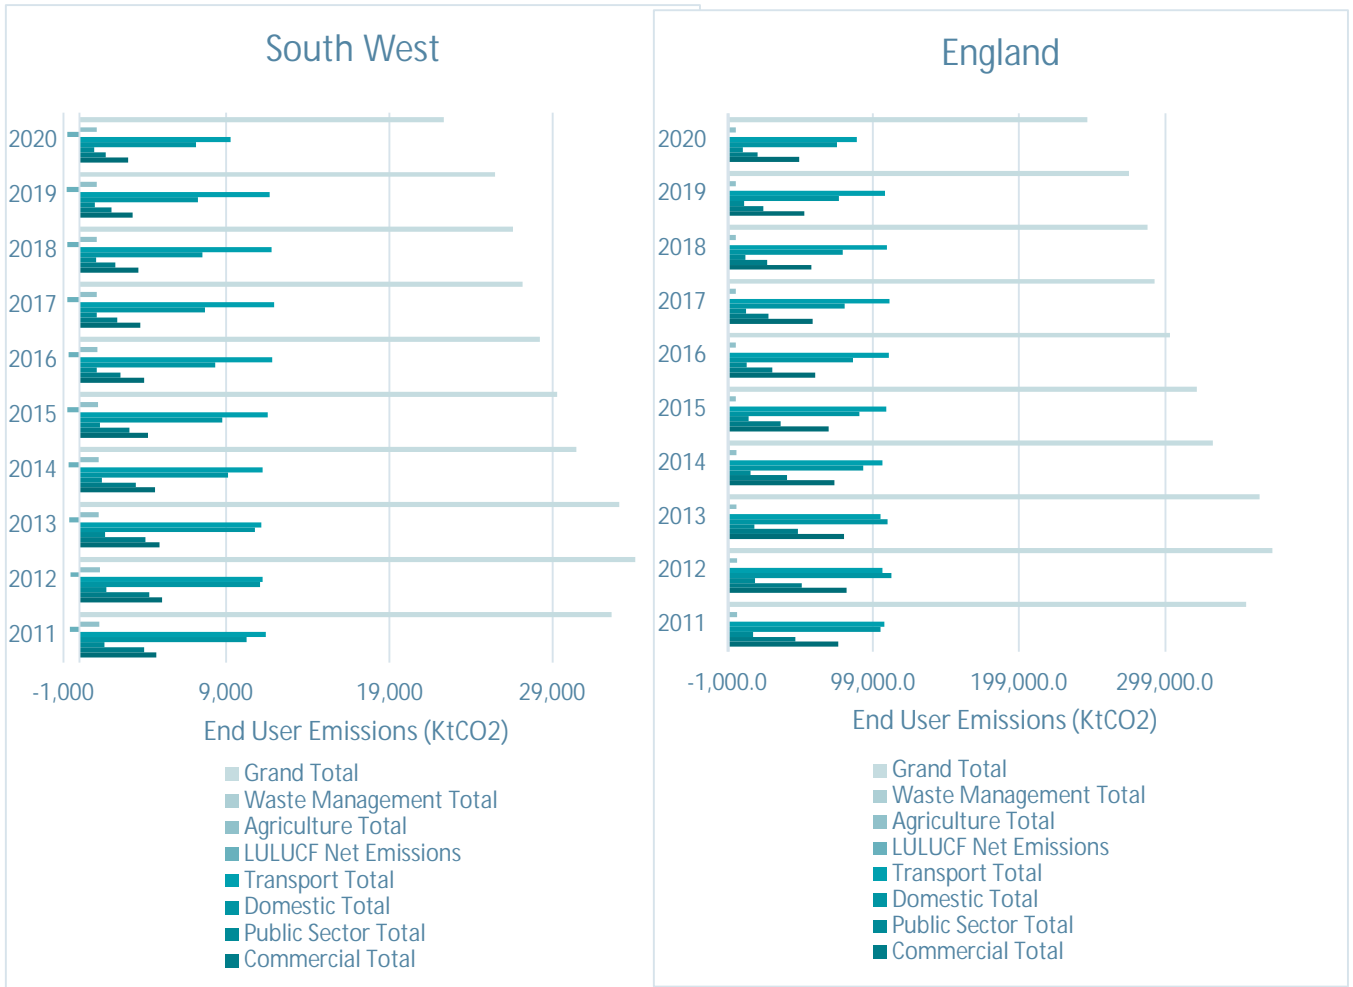 South West
2020
2019
2018
2017
2016
2015
2014
2013
2012
2011
-1,000 9,000 19,000 29,000
End User Emissions (KtCO2)
Grand Total
Waste Management Total
Agriculture Total
LULUCF Net Emissions
Transport Total
Domestic Total
Public Sector Total
Commercial Total
England
2020
2019
2018
2017
2016
2015
2014
2013
2012
2011
-1,000.0 99,000.0 199,000.0 299,000.0
End User Emissions (KtCO2)
Grand Total
Waste Management Total
Agriculture Total
LULUCF Net Emissions
Transport Total
Domestic Total
Public Sector Total
Commercial Total